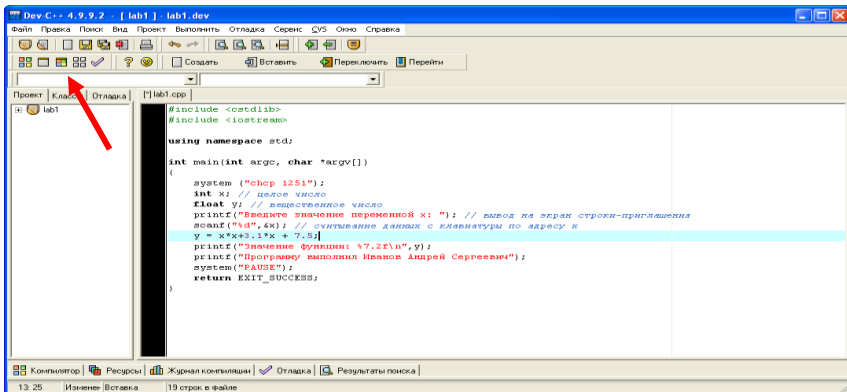 Dev-C++ 4.9.9.2 - [ lab1 ] - lab1.dev
Файл Правка Поиск Вид Проект Выполнить Отладка Сервис CVS Окно Справка
Создать Вставить Переключить Перейти
Проект Классы Отладка [*] lab1.cpp
lab1
#include <cstdlib>
#include <iostream>
using namespace std;
int main(int argc, char *argv[])
{
system ("chcp 1251");
int x; // целое число
float y; // вещественное число
printf("Введите значение переменной x: "); // вывод на экран строки-приглашения
scanf("%d",&x); // считывание данных с клавиатуры по адресу x
y = x*x+3.1*x + 7.5;
printf("Значение функции: %7.2f\n",y);
printf("Программу выполнил Иванов Андрей Сергеевич");
system("PAUSE");
return EXIT_SUCCESS;
}
Компилятор Ресурсы Журнал компиляции Отладка Результаты поиска
13: 25 Изменен Вставка 19 строк в файле